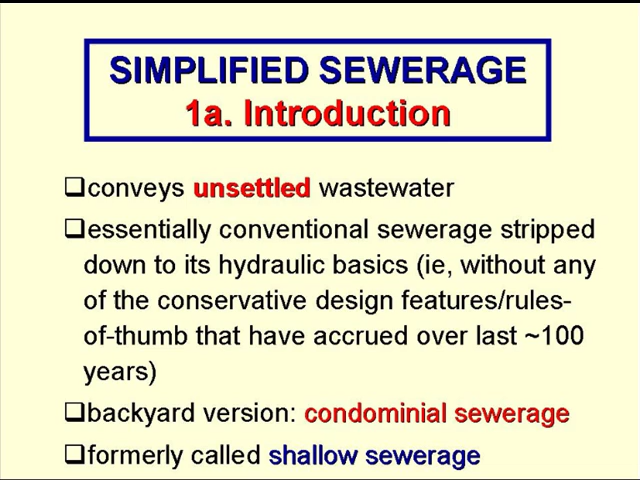 SIMPLIFIED SEWERAGE
1a. Introduction
❑conveys unsettled wastewater
❑essentially conventional sewerage stripped
down to its hydraulic basics (ie, without any
of the conservative design features/rules-
of-thumb that have accrued over last ~100
years)
❑backyard version: condominial sewerage
❑formerly called shallow sewerage